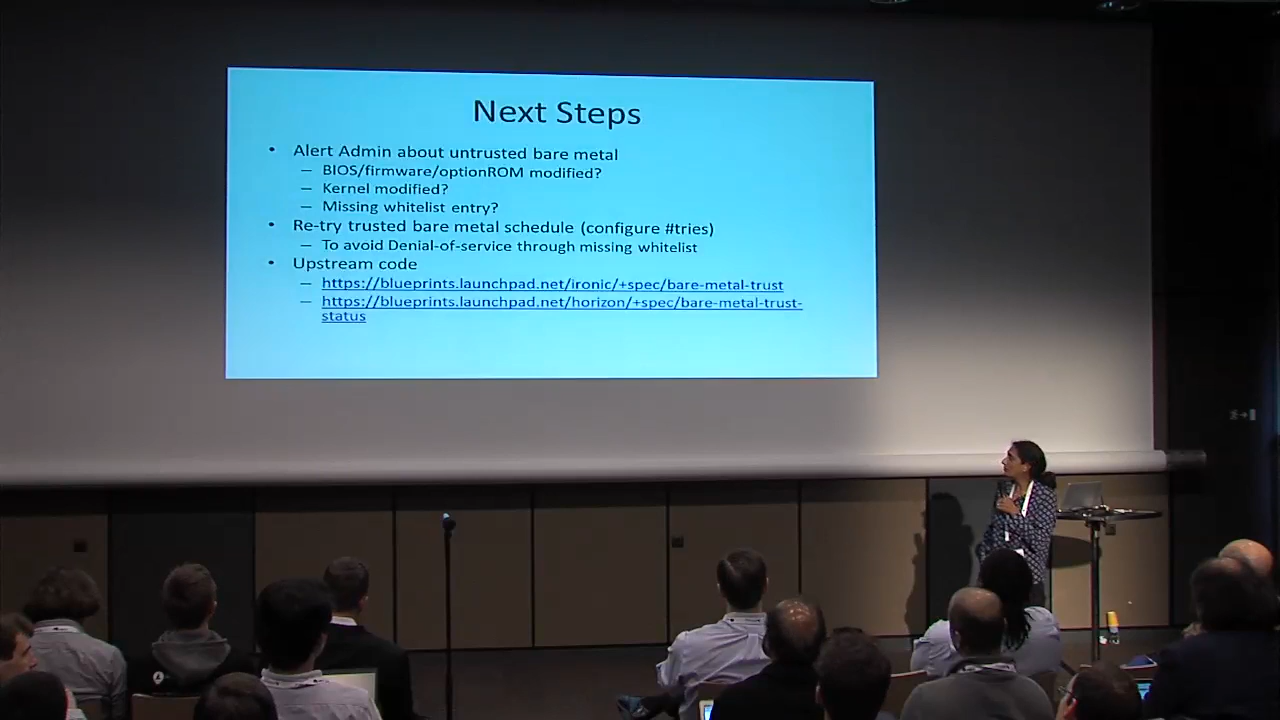 Next Steps
• Alert Admin about untrusted bare metal
– BIOS/firmware/optionROM modified?
– Kernel modified?
– Missing whitelist entry?
• Re-try trusted bare metal schedule (configure #tries)
– To avoid Denial-of-service through missing whitelist
• Upstream code
– https://blueprints.launchpad.net/ironic/+spec/bare-metal-trust
– https://blueprints.launchpad.net/horizon/+spec/bare-metal-trust-
status